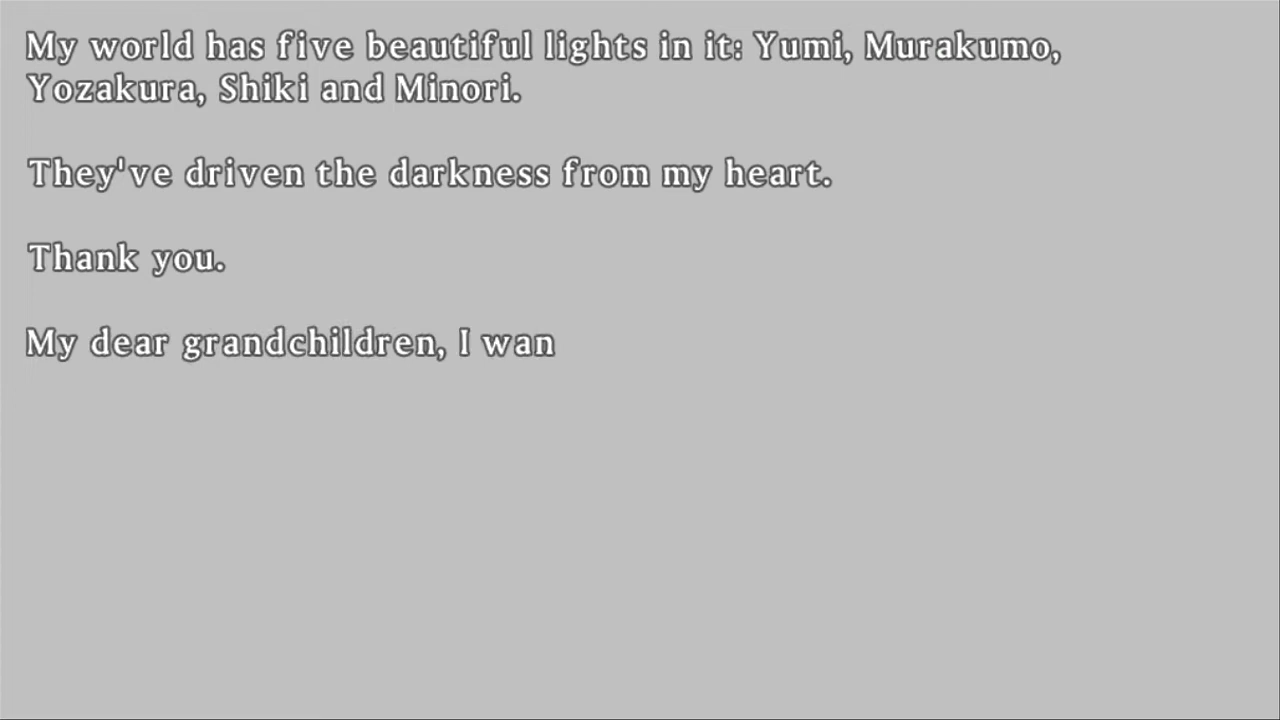 My world has five beautiful lights in it: Yumi, Murakumo,
Yozakura, Shiki and Minori.
They've driven the darkness from my heart.
Thank you.
My dear grandchildren, I wan